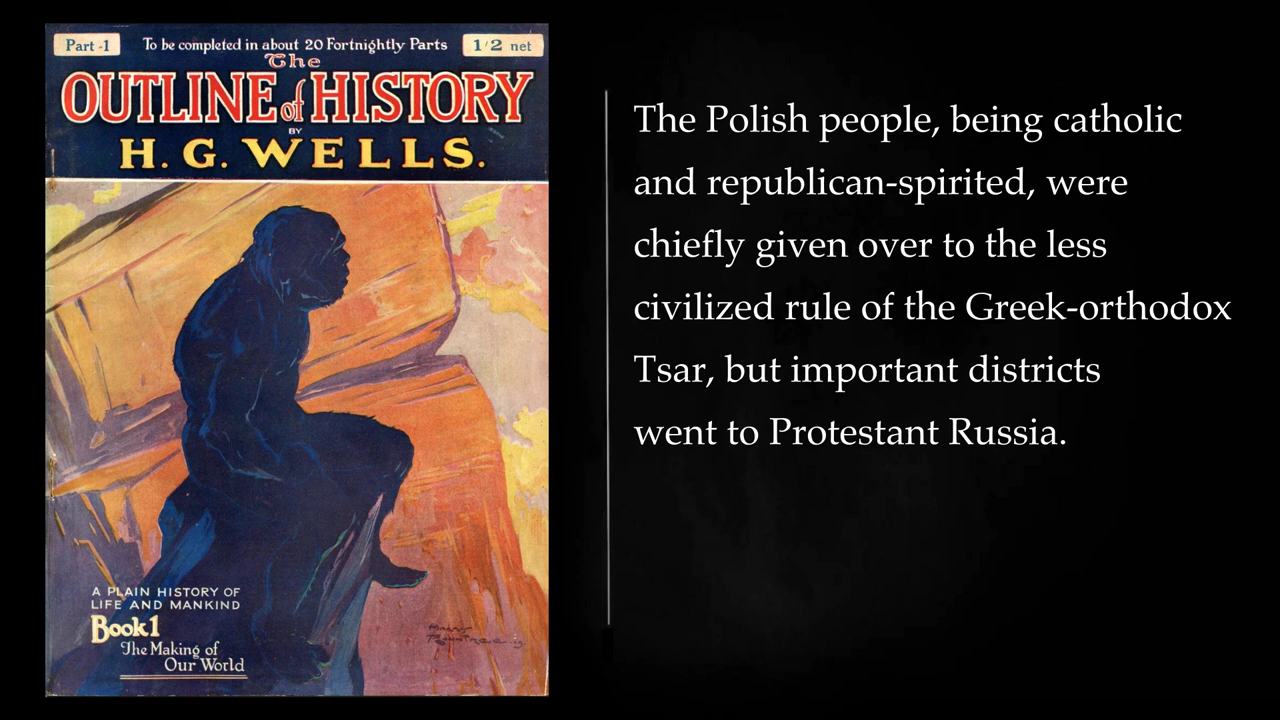 Part -1
To be completed in about 20 Fortnightly Parts
1/2 net
The
OUTLINE of HISTORY
BY
H. G. WELLS.
A PLAIN HISTORY OF
LIFE AND MANKIND
Book 1
The Making of
Our World
The Polish people, being catholic
and republican-spirited, were
chiefly given over to the less
civilized rule of the Greek-orthodox
Tsar, but important districts
went to Protestant Russia.